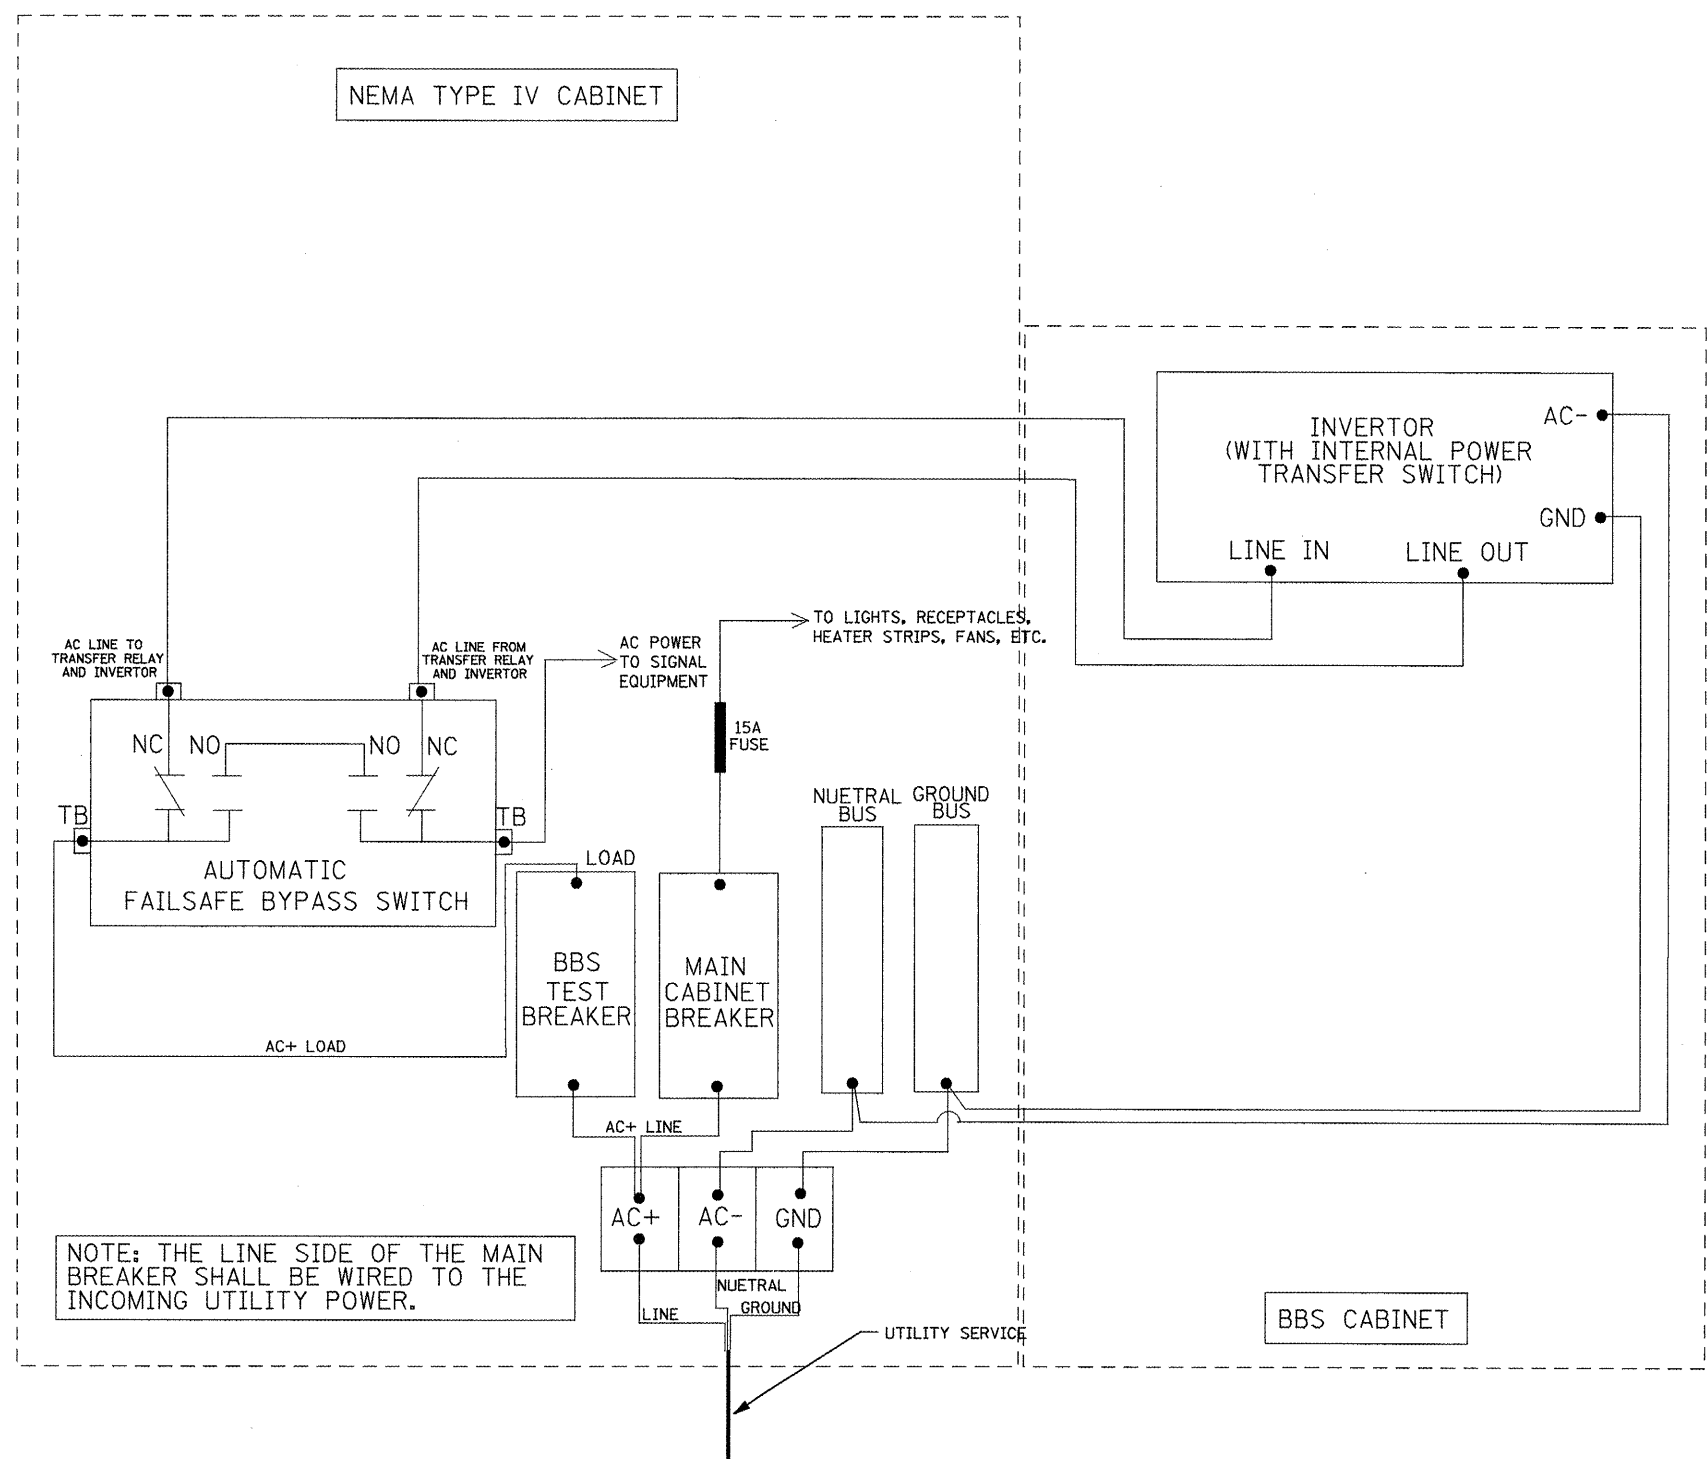 NEMA TYPE IV CABINET
INVERTOR
(WITH INTERNAL POWER
TRANSFER SWITCH)
AC-
GND
LINE IN
LINE OUT
TO LIGHTS, RECEPTACLES,
HEATER STRIPS, FANS, ETC.
AC LINE TO
TRANSFER RELAY
AND INVERTOR
AC LINE FROM
TRANSFER RELAY
AND INVERTOR
AC POWER
TO SIGNAL
EQUIPMENT
15A
FUSE
NC
NO
NO
NC
TB
TB
AUTOMATIC
FAILSAFE BYPASS SWITCH
NUETRAL
BUS
GROUND
BUS
LOAD
BBS
TEST
BREAKER
MAIN
CABINET
BREAKER
AC+ LOAD
AC+ LINE
AC+
AC-
GND
NUETRAL
LINE
GROUND
UTILITY SERVICE
NOTE: THE LINE SIDE OF THE MAIN
BREAKER SHALL BE WIRED TO THE
INCOMING UTILITY POWER.
BBS CABINET